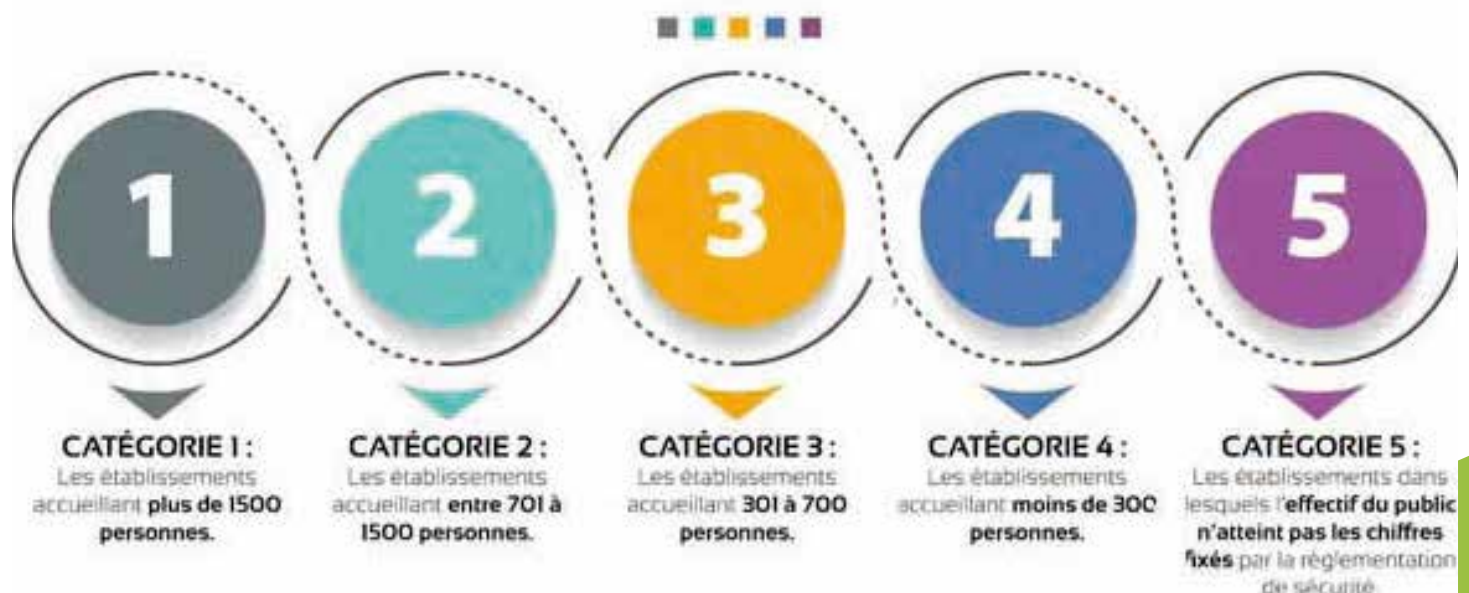 1
2
3
4
5
CATÉGORIE 1 :
Les établissements
accueillant plus de 1500
personnes.
CATÉGORIE 2 :
Les établissements
accueillant entre 701 à
1500 personnes.
CATÉGORIE 3 :
Les établissements
accueillant 301 à 700
personnes.
CATÉGORIE 4 :
Les établissements
accueillant moins de 300
personnes.
CATÉGORIE 5 :
Les établissements dans
lesquels l'effectif du public
n'atteint pas les chiffres
fixés par la règlementation
de sécurité.